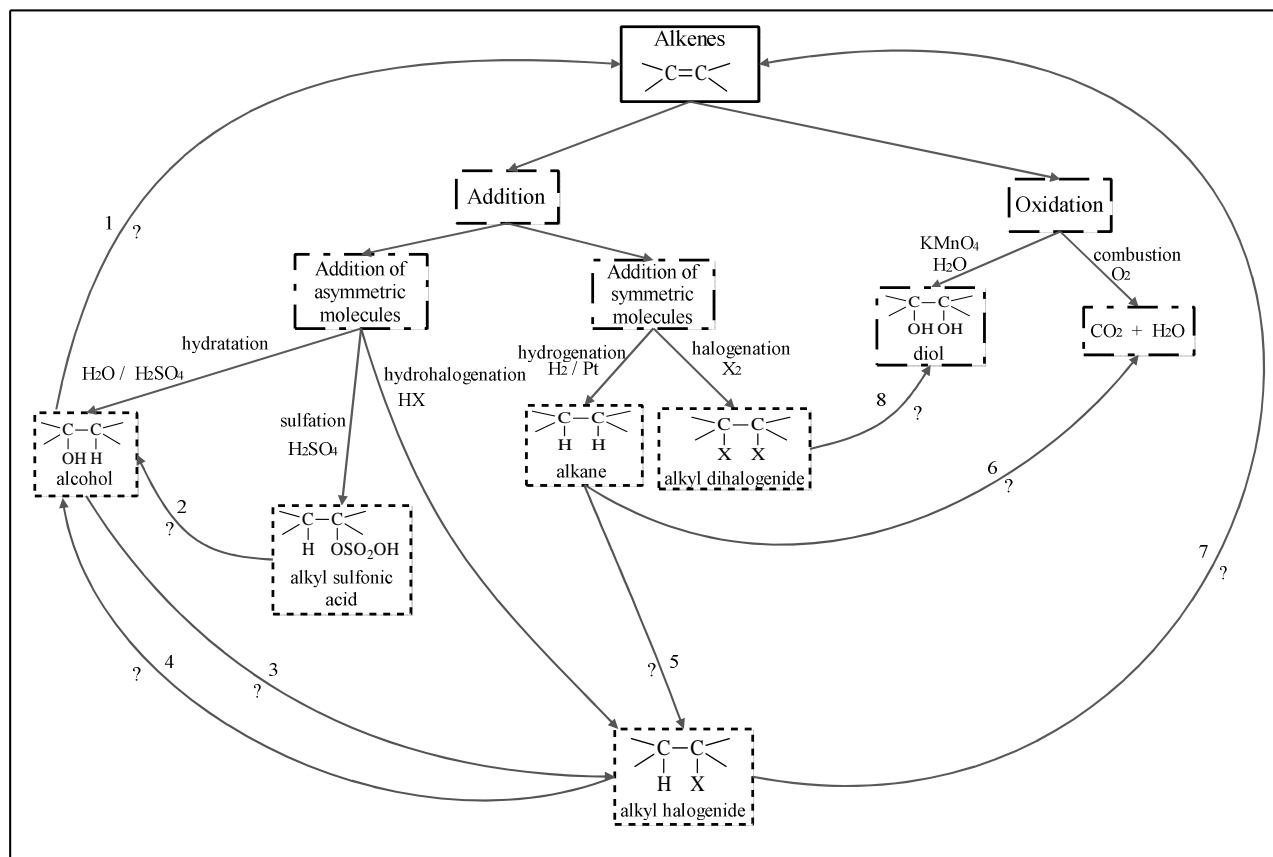 Alkenes
C=C
Addition
Oxidation
1
?
Addition of
asymmetric
molecules
Addition of
symmetric
molecules
KMnO4
H2O
combustion
O2
C C
OH OH
diol
CO2 + H2O
hydratation
H2O / H2SO4
hydrohalogenation
HX
hydrogenation
H2 / Pt
halogenation
X2
sulfation
H2SO4
C C
OH H
alcohol
C C
H H
alkane
C C
X X
alkyl dihalogenide
8
?
6
?
2
?
C C
H OSO2OH
alkyl sulfonic
acid
7
?
4
?
3
?
5
?
C C
H X
alkyl halogenide